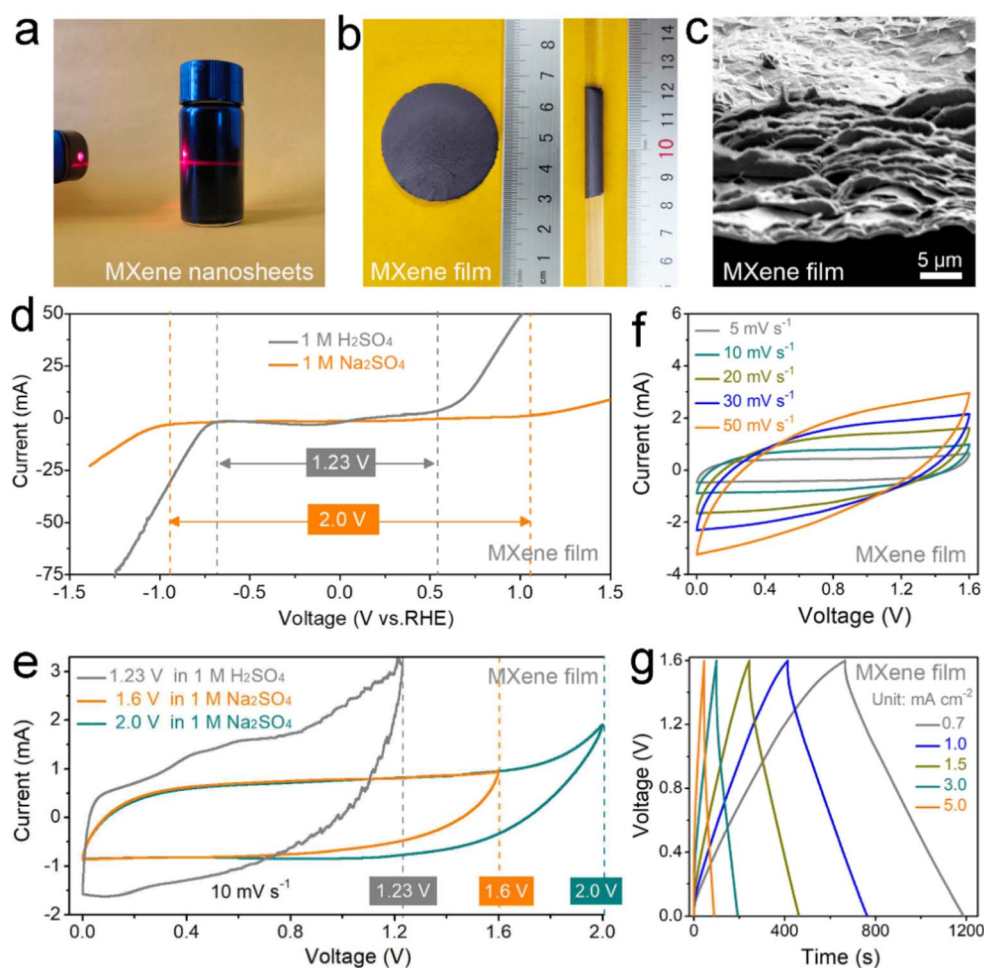 a
MXene nanosheets
b
MXene film
8
7
6
5
4
3
2
1
cm
14
13
12
11
10
9
8
7
6
c
MXene film
5 µm
d
1 M H₂SO₄
1 M Na₂SO₄
1.23 V
2.0 V
MXene film
Current (mA)
50
25
0
-25
-50
-75
-1.5 -1.0 -0.5 0.0 0.5 1.0 1.5
Voltage (V vs.RHE)
e
1.23 V in 1 M H₂SO₄
1.6 V in 1 M Na₂SO₄
2.0 V in 1 M Na₂SO₄
MXene film
10 mV s⁻¹
1.23 V
1.6 V
2.0 V
Current (mA)
3
2
1
0
-1
-2
0.0 0.4 0.8 1.2 1.6 2.0
Voltage (V)
f
5 mV s⁻¹
10 mV s⁻¹
20 mV s⁻¹
30 mV s⁻¹
50 mV s⁻¹
MXene film
Current (mA)
6
4
2
0
-2
-4
0.0 0.4 0.8 1.2 1.6
Voltage (V)
g
MXene film
Unit: mA cm⁻²
0.7
1.0
1.5
3.0
5.0
Voltage (V)
1.6
1.2
0.8
0.4
0.0
0 400 800 1200
Time (s)